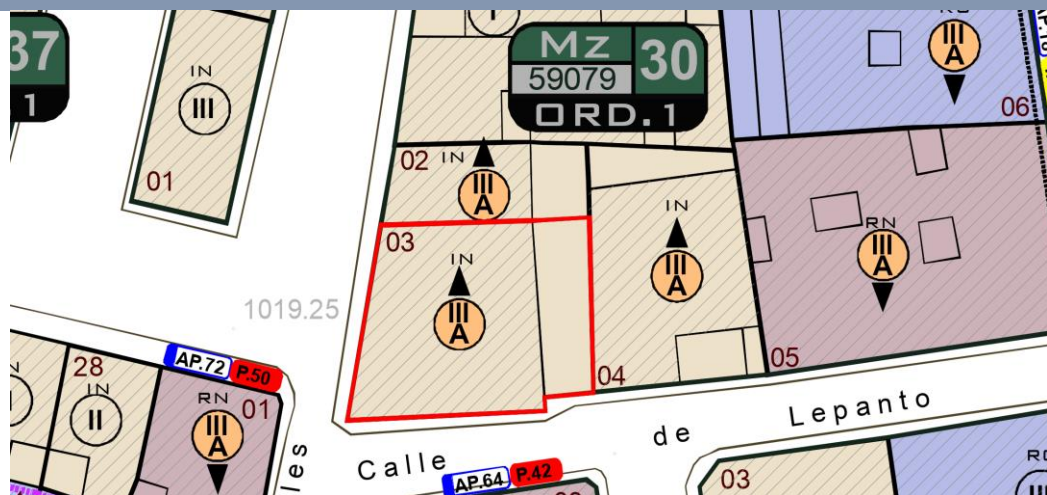 37
1
IN
III
01
I
Mz
59079
30
ORD.1
III
A
06
02
IN
III
A
03
IN
III
A
IN
III
A
04
RN
III
A
05
1019.25
28
IN
II
AP.72
P.50
RN
01
III
A
Calle de Lepanto
AP.64
P.42
03